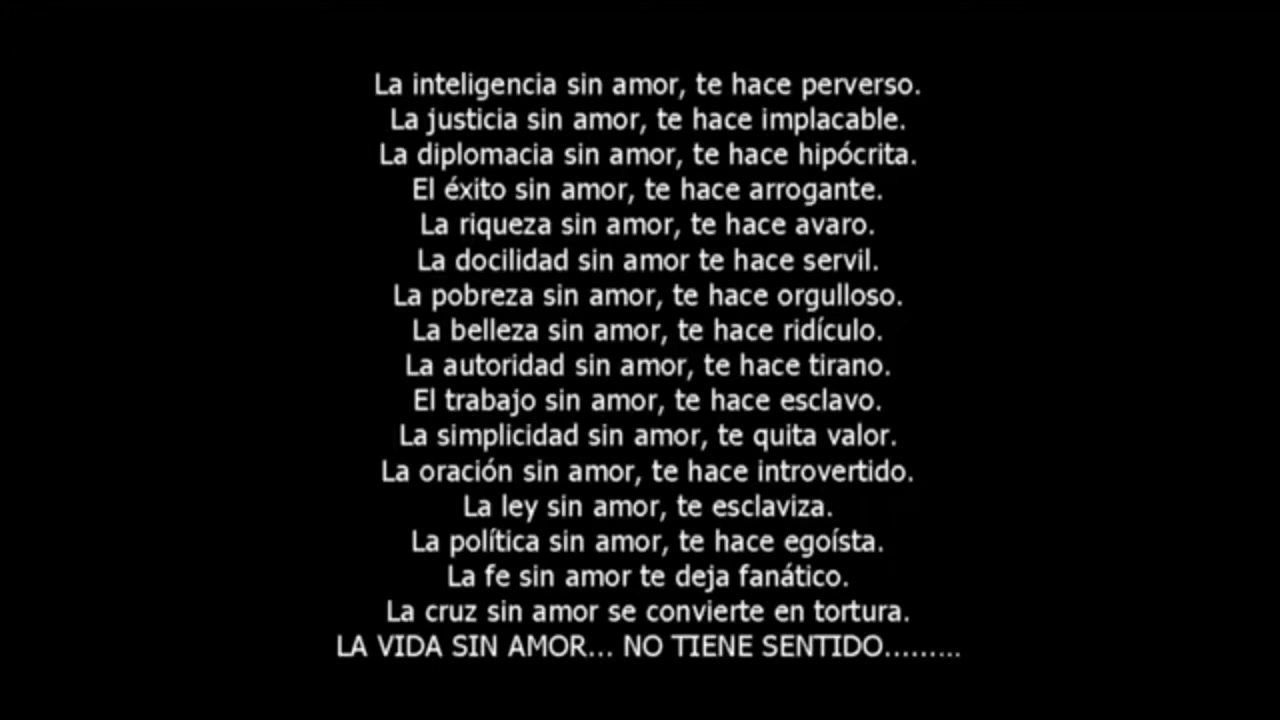 La inteligencia sin amor, te hace perverso.
La justicia sin amor, te hace implacable.
La diplomacia sin amor, te hace hipócrita.
El éxito sin amor, te hace arrogante.
La riqueza sin amor, te hace avaro.
La docilidad sin amor te hace servil.
La pobreza sin amor, te hace orgulloso.
La belleza sin amor, te hace ridículo.
La autoridad sin amor, te hace tirano.
El trabajo sin amor, te hace esclavo.
La simplicidad sin amor, te quita valor.
La oración sin amor, te hace introvertido.
La ley sin amor, te esclaviza.
La política sin amor, te hace egoísta.
La fe sin amor te deja fanático.
La cruz sin amor se convierte en tortura.
LA VIDA SIN AMOR... NO TIENE SENTIDO.........